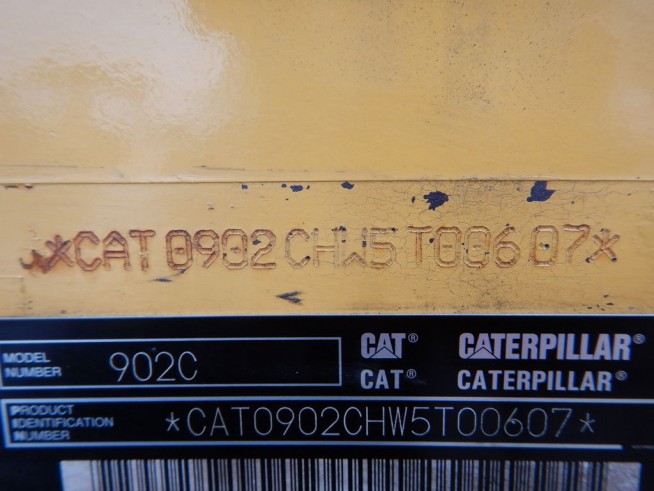 *CAT0902CHW5T00607*
MODEL NUMBER 902C
CAT® CATERPILLAR®
CAT® CATERPILLAR®
PRODUCT IDENTIFICATION NUMBER *CAT0902CHW5T00607*